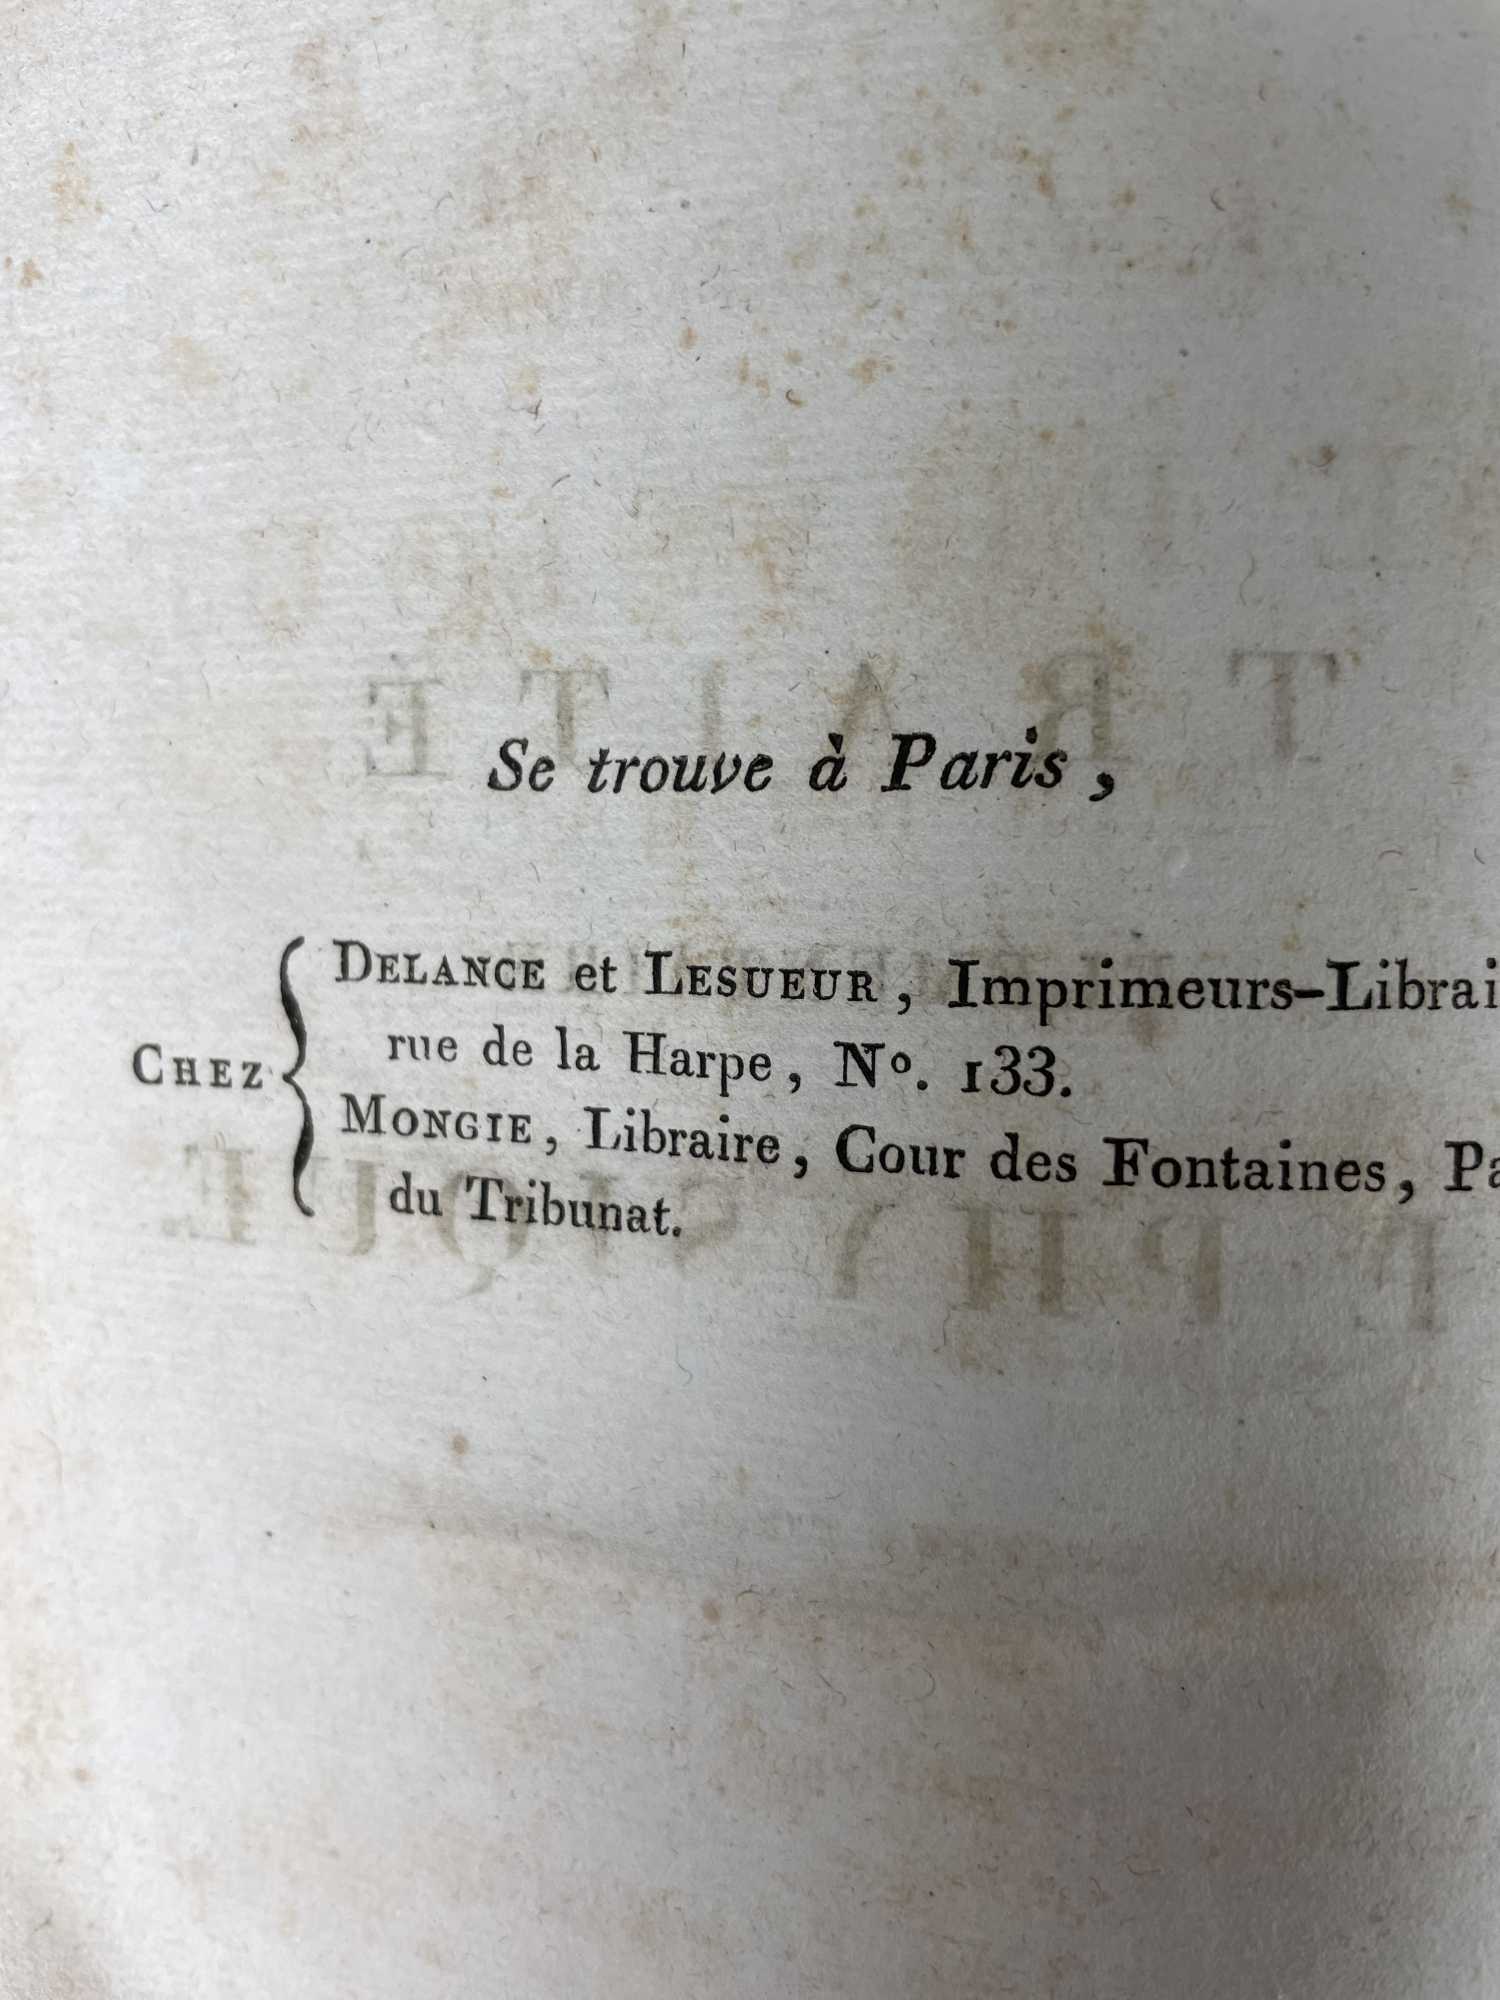 Se trouve à Paris,
CHEZ
DELANCE et LESUEUR, Imprimeurs-Librai
rue de la Harpe, Nº. 133.
MONGIE, Libraire, Cour des Fontaines, Pa
du Tribunat.